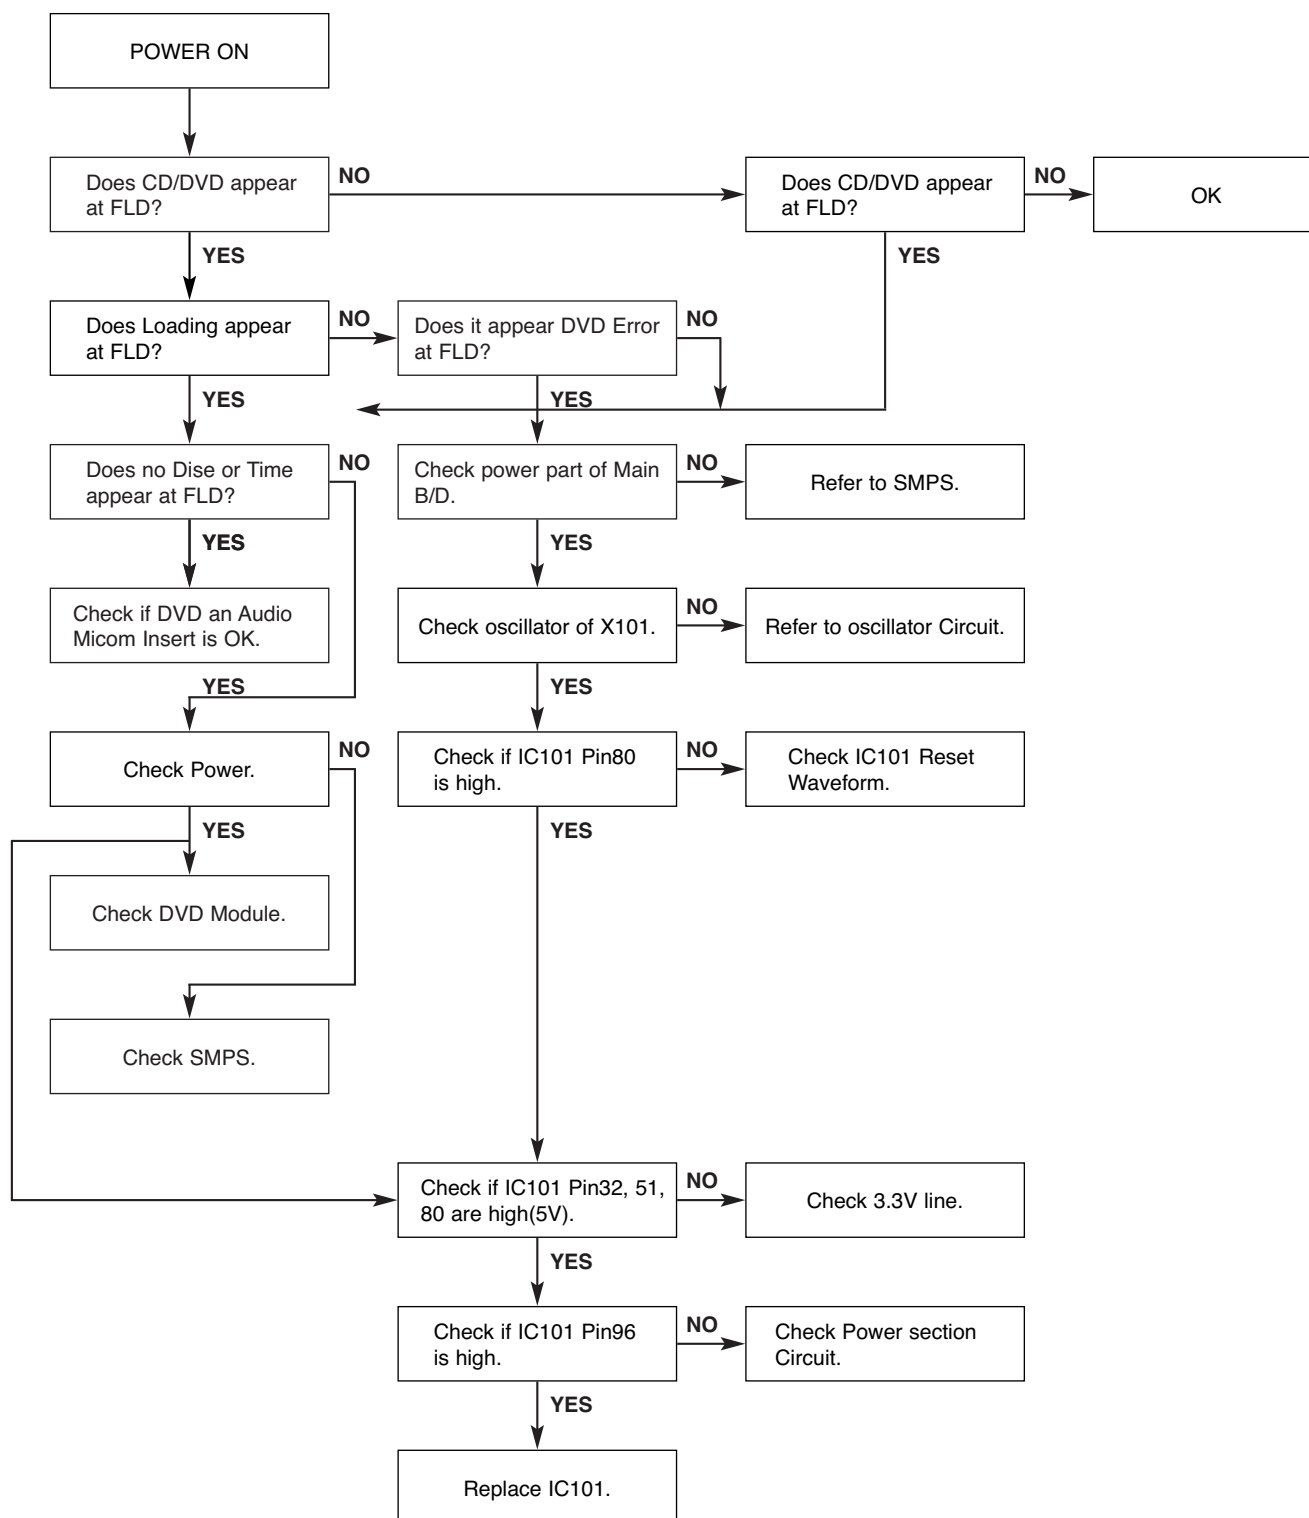 POWER ON
Does CD/DVD appear
at FLD?
NO
Does CD/DVD appear
at FLD?
NO
OK
YES
YES
Does Loading appear
at FLD?
NO
Does it appear DVD Error
at FLD?
NO
YES
YES
Does no Dise or Time
appear at FLD?
NO
Check power part of Main
B/D.
NO
Refer to SMPS.
YES
YES
Check if DVD an Audio
Micom Insert is OK.
Check oscillator of X101.
NO
Refer to oscillator Circuit.
YES
YES
Check Power.
NO
Check if IC101 Pin80
is high.
NO
Check IC101 Reset
Waveform.
YES
YES
Check DVD Module.
Check SMPS.
Check if IC101 Pin32, 51,
80 are high(5V).
NO
Check 3.3V line.
YES
Check if IC101 Pin96
is high.
NO
Check Power section
Circuit.
YES
Replace IC101.